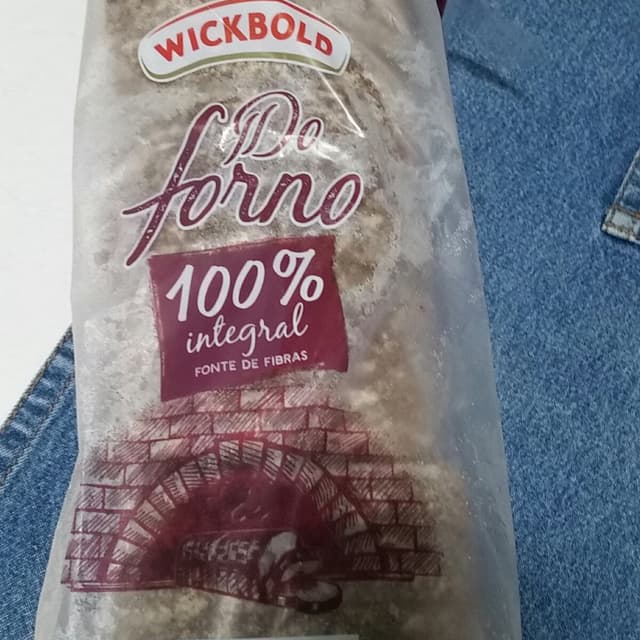 WICKBOLD
Do
forno
100%
integral
FONTE DE FIBRAS